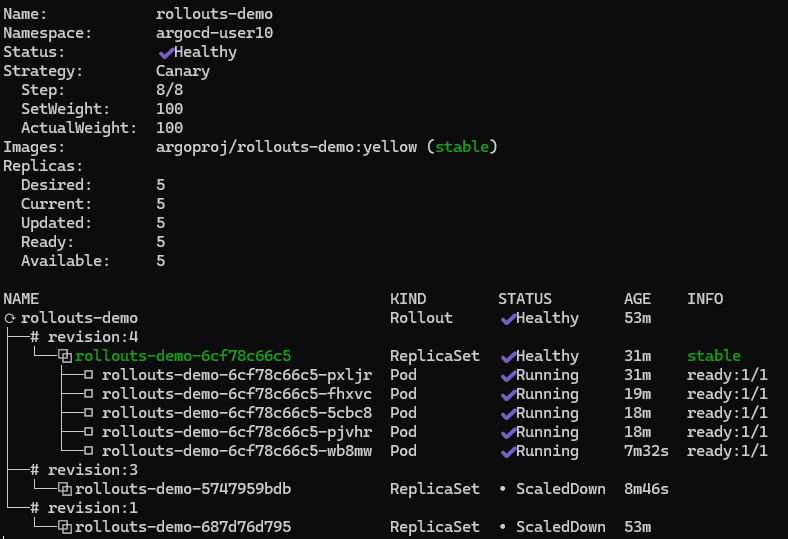 Name:            rollouts-demo
Namespace:       argocd-user10
Status:          ✔Healthy
Strategy:        Canary
  Step:          8/8
  SetWeight:     100
  ActualWeight:  100
Images:          argoproj/rollouts-demo:yellow (stable)
Replicas:
  Desired:       5
  Current:       5
  Updated:       5
  Ready:         5
  Available:     5

NAME                                       KIND        STATUS        AGE    INFO
⟳ rollouts-demo                            Rollout     ✔Healthy      53m
├──# revision:4
│  └──⧉rollouts-demo-6cf78c66c5            ReplicaSet  ✔Healthy      31m    stable
│     ├──□ rollouts-demo-6cf78c66c5-pxljr  Pod         ✔Running      31m    ready:1/1
│     ├──□ rollouts-demo-6cf78c66c5-fhxvc  Pod         ✔Running      19m    ready:1/1
│     ├──□ rollouts-demo-6cf78c66c5-5cbc8  Pod         ✔Running      18m    ready:1/1
│     ├──□ rollouts-demo-6cf78c66c5-pjvhr  Pod         ✔Running      18m    ready:1/1
│     └──□ rollouts-demo-6cf78c66c5-wb8mw  Pod         ✔Running      7m32s  ready:1/1
├──# revision:3
│  └──⧉rollouts-demo-5747959bdb            ReplicaSet  • ScaledDown  8m46s
└──# revision:1
   └──⧉rollouts-demo-687d76d795            ReplicaSet  • ScaledDown  53m